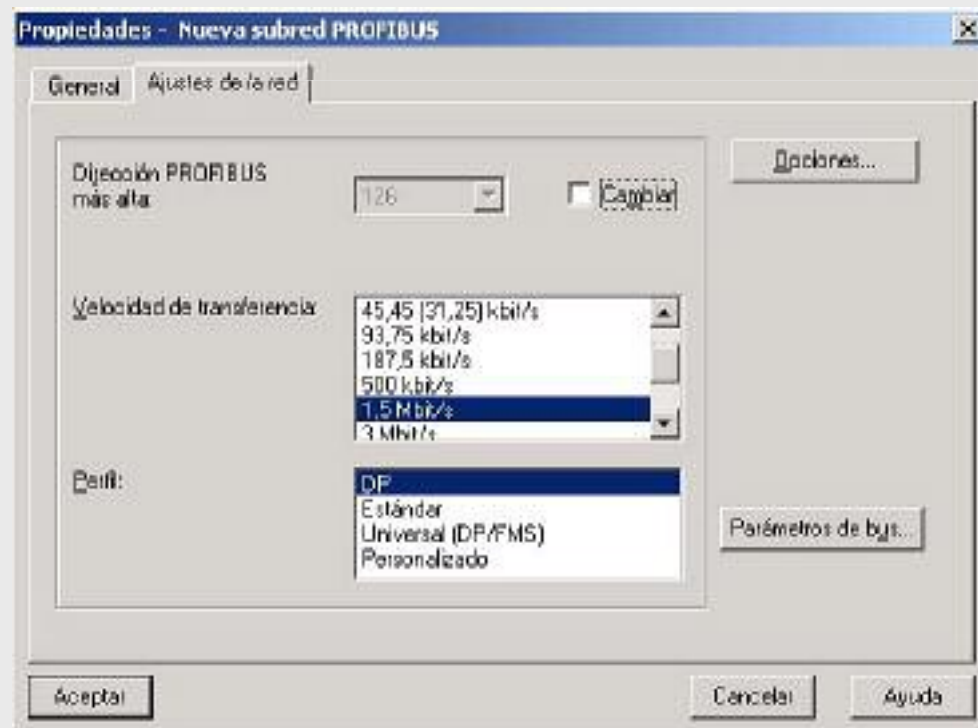 Propiedades - Nueva subred PROFIBUS
General
Ajustes de la red
Dirección PROFIBUS
más alta:
126
Cambiar
Opciones...
Velocidad de transferencia:
45,45 (31,25) kbit/s
93,75 kbit/s
187,5 kbit/s
500 kbit/s
1,5 Mbit/s
3 Mbit/s
Perfil:
DP
Estándar
Universal (DP/FMS)
Personalizado
Parámetros de bus...
Aceptar
Cancelar
Ayuda